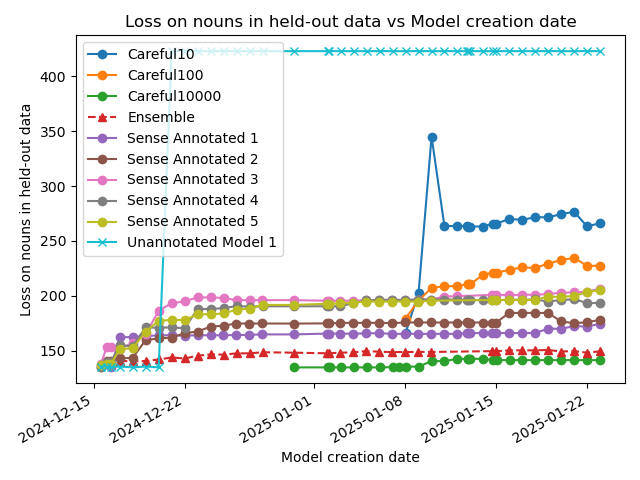 Loss on nouns in held-out data vs Model creation date
Loss on nouns in held-out data
400
350
300
250
200
150
Careful10
Careful100
Careful10000
Ensemble
Sense Annotated 1
Sense Annotated 2
Sense Annotated 3
Sense Annotated 4
Sense Annotated 5
Unannotated Model 1
2024-12-15
2024-12-22
2025-01-01
2025-01-08
2025-01-15
2025-01-22
Model creation date